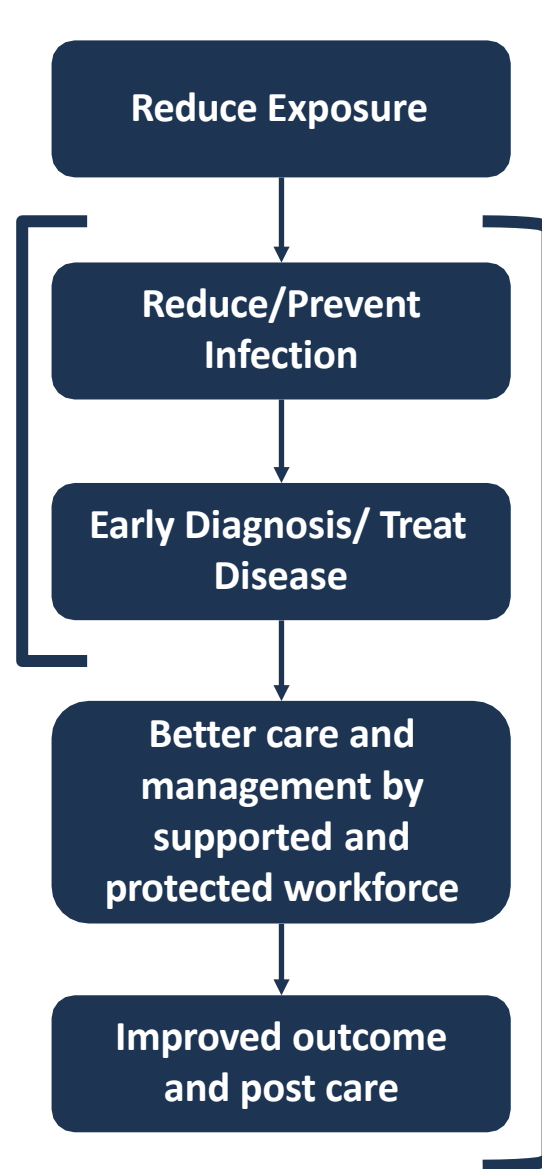 Reduce Exposure
Reduce/Prevent
Infection
Early Diagnosis/ Treat
Disease
Better care and
management by
supported and
protected workforce
Improved outcome
and post care